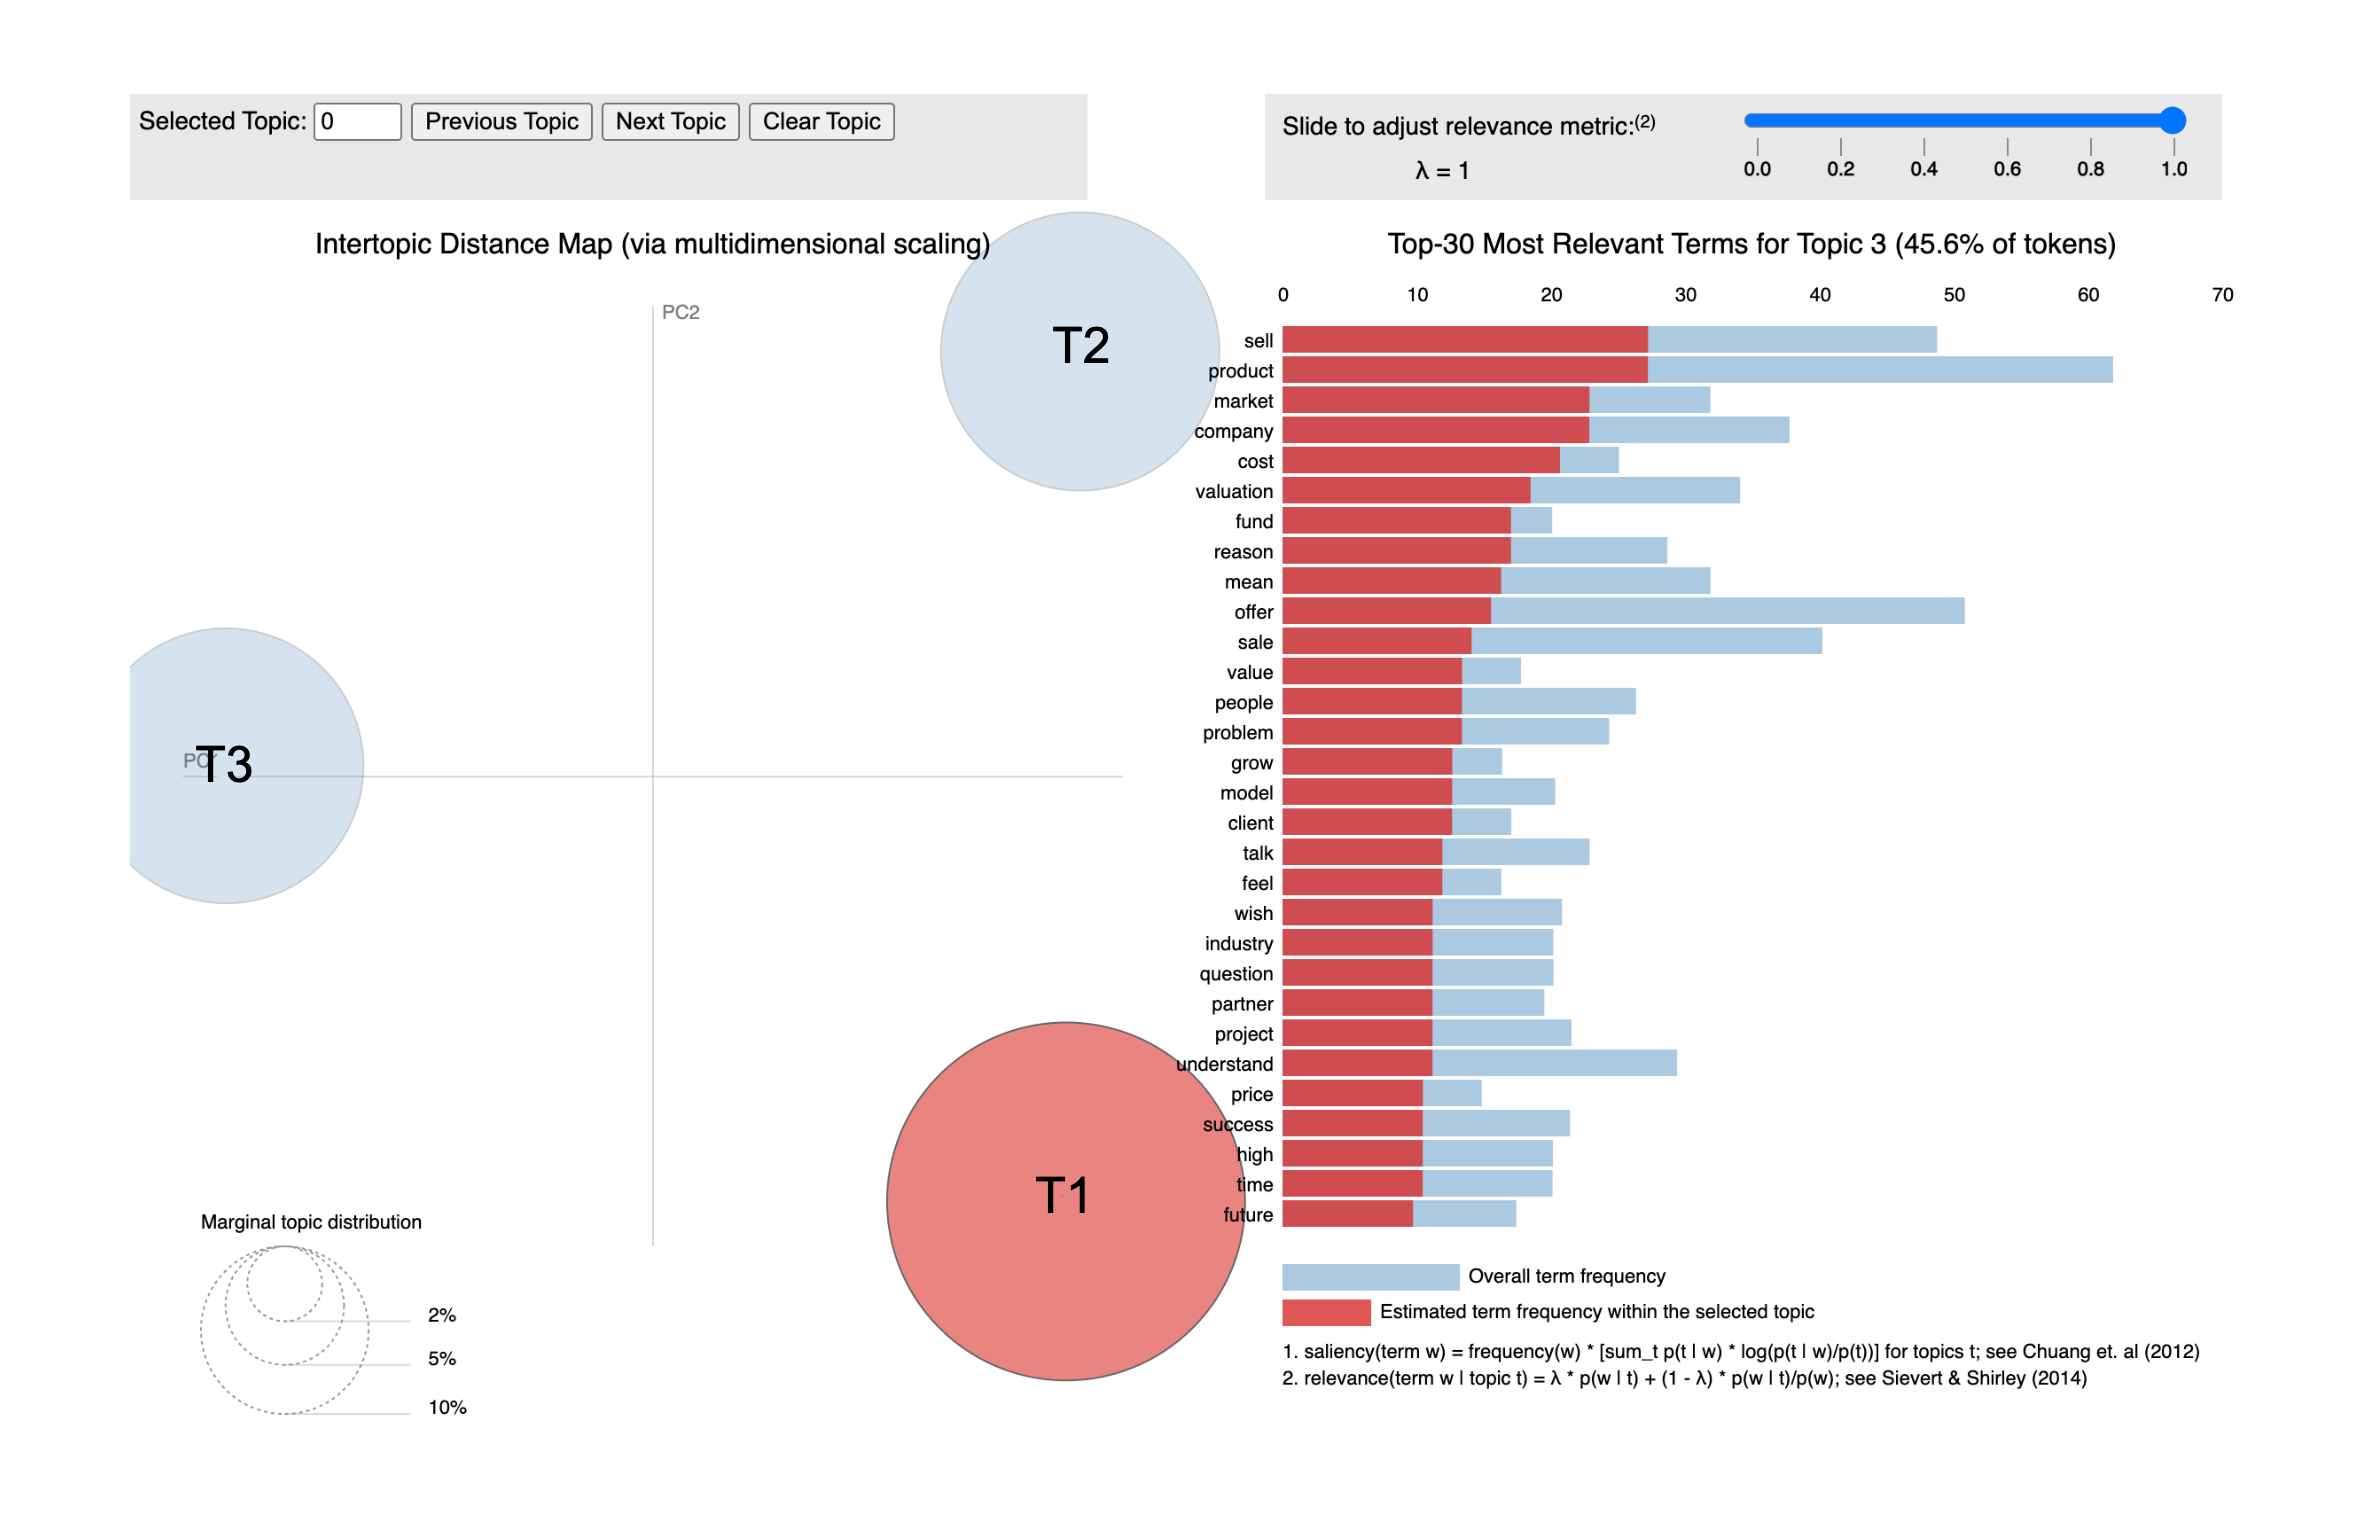 Selected Topic: 0 Previous Topic Next Topic Clear Topic
Slide to adjust relevance metric:(2)
λ = 1
0.0 0.2 0.4 0.6 0.8 1.0
Intertopic Distance Map (via multidimensional scaling)
PC2
T2
T3
T1
Marginal topic distribution
2%
5%
10%
Top-30 Most Relevant Terms for Topic 3 (45.6% of tokens)
0 10 20 30 40 50 60 70
sell
product
market
company
cost
valuation
fund
reason
mean
offer
sale
value
people
problem
grow
model
client
talk
feel
wish
industry
question
partner
project
understand
price
success
high
time
future
Overall term frequency
Estimated term frequency within the selected topic
1. saliency(term w) = frequency(w) * [sum_t p(t | w) * log(p(t | w)/p(t))] for topics t; see Chuang et. al (2012)
2. relevance(term w | topic t) = λ * p(w | t) + (1 - λ) * p(w | t)/p(w); see Sievert & Shirley (2014)